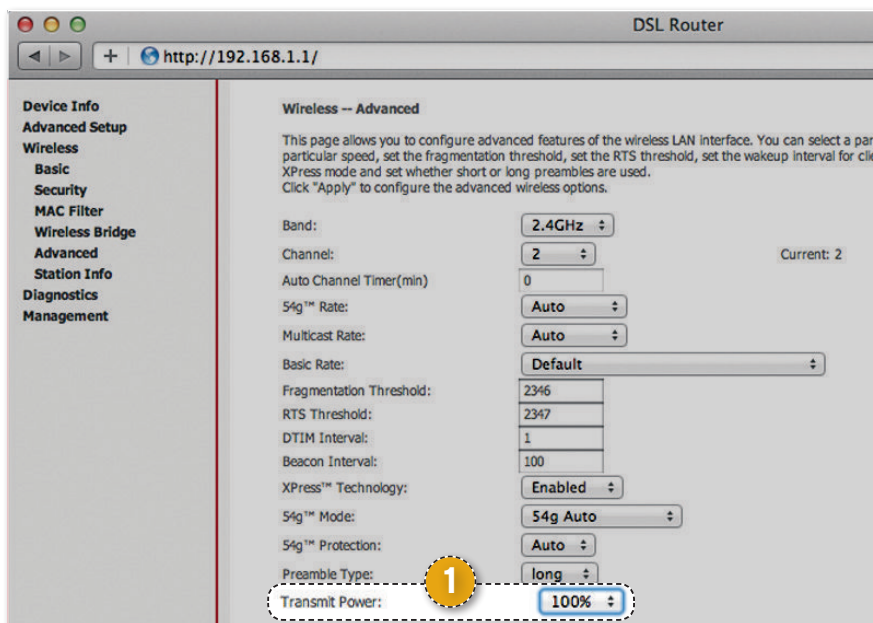 DSL Router
http://192.168.1.1/
Device Info
Advanced Setup
Wireless
Basic
Security
MAC Filter
Wireless Bridge
Advanced
Station Info
Diagnostics
Management
Wireless -- Advanced
This page allows you to configure advanced features of the wireless LAN interface. You can select a par
particular speed, set the fragmentation threshold, set the RTS threshold, set the wakeup interval for clie
XPress mode and set whether short or long preambles are used.
Click "Apply" to configure the advanced wireless options.
Band: 2.4GHz
Channel: 2 Current: 2
Auto Channel Timer(min) 0
54g™ Rate: Auto
Multicast Rate: Auto
Basic Rate: Default
Fragmentation Threshold: 2346
RTS Threshold: 2347
DTIM Interval: 1
Beacon Interval: 100
XPress™ Technology: Enabled
54g™ Mode: 54g Auto
54g™ Protection: Auto
Preamble Type: long
1
Transmit Power: 100%